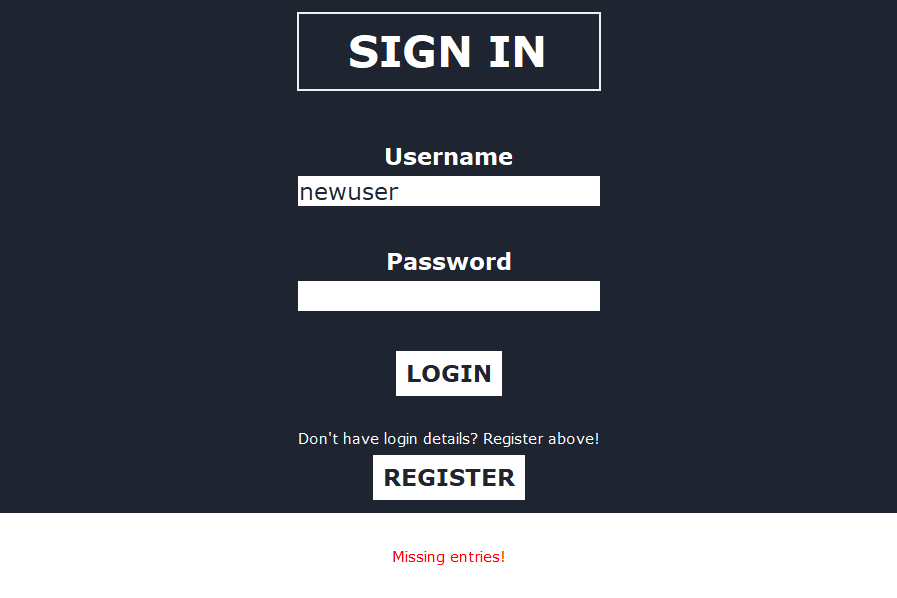 SIGN IN
Username
newuser
Password
LOGIN
Don't have login details? Register above!
REGISTER
Missing entries!